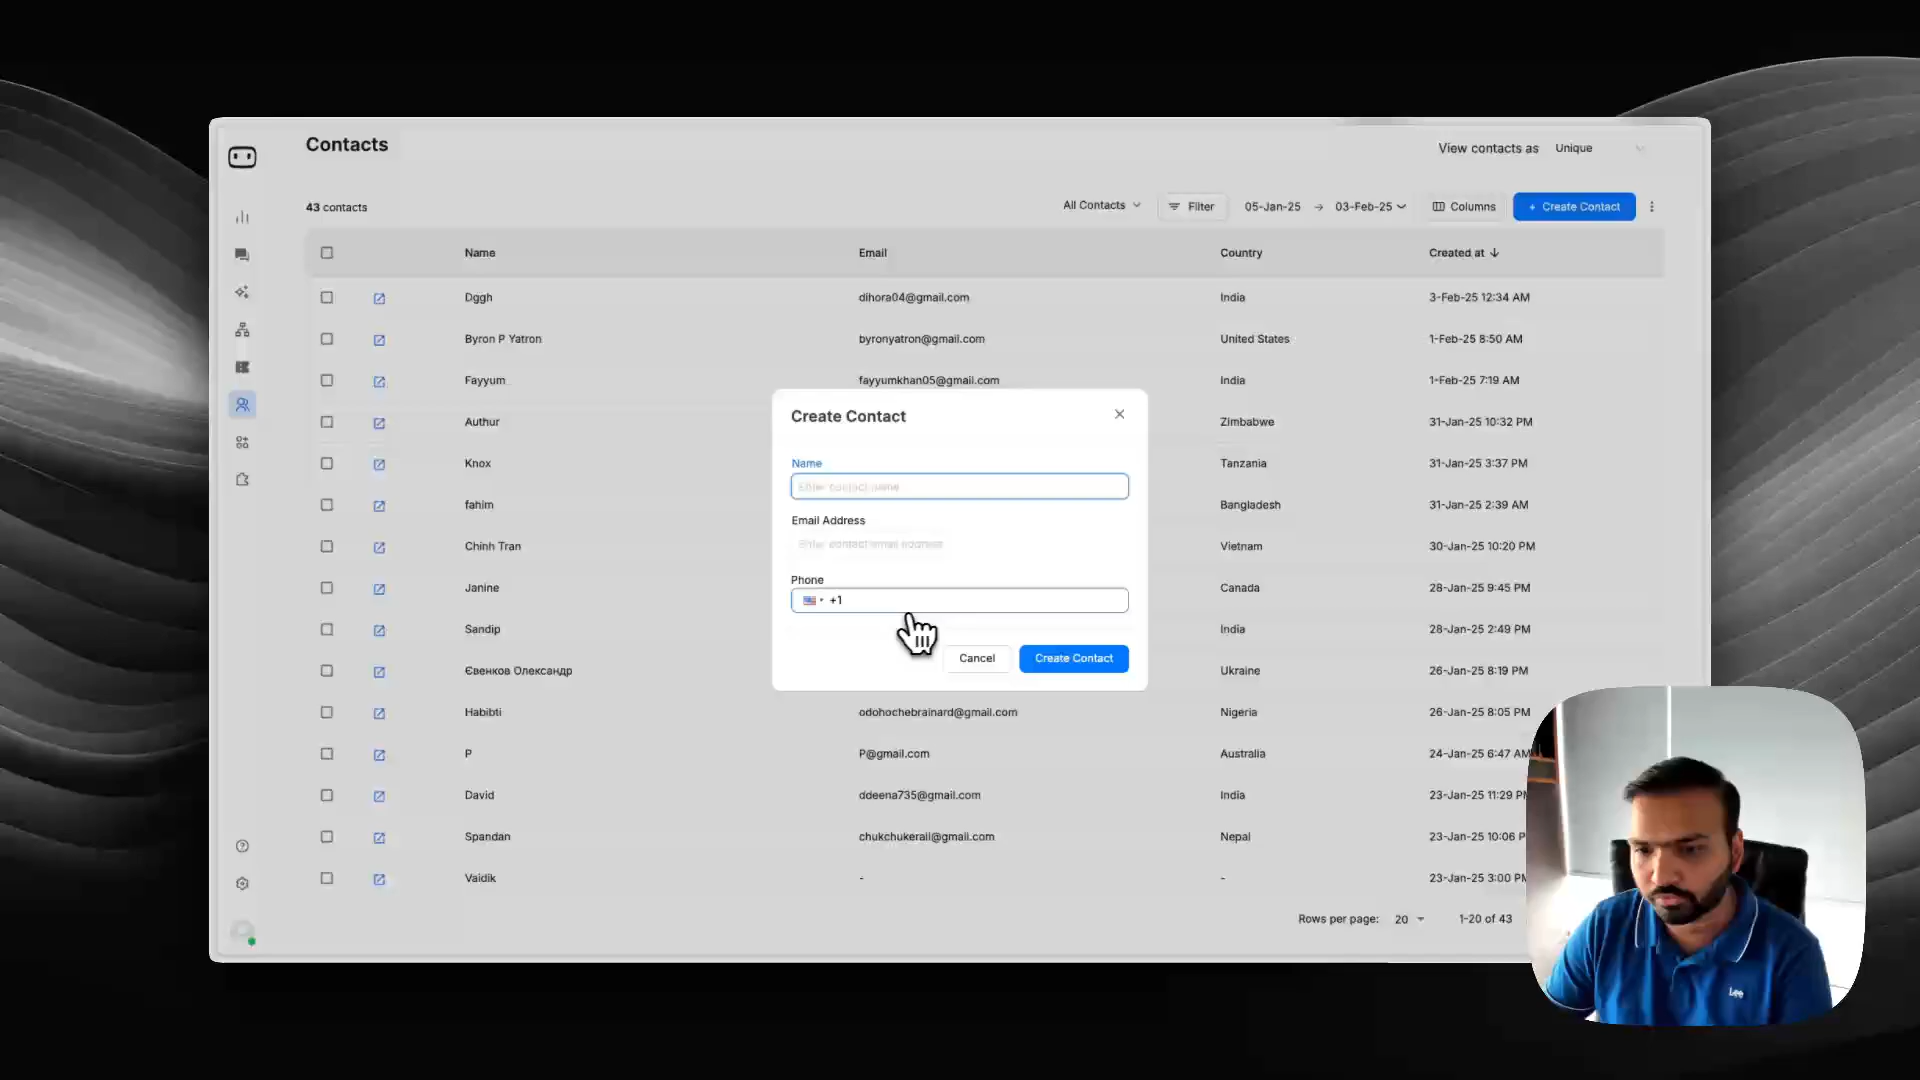 Contacts
View contacts as Unique
43 contacts
All Contacts Filter 05-Jan-25 → 03-Feb-25 Columns + Create Contact
Name Email Country Created at ↓
Dggh dihora04@gmail.com India 3-Feb-25 12:34 AM
Byron P Yatron byronyatron@gmail.com United States 1-Feb-25 8:50 AM
Fayyum fayyumkhan05@gmail.com India 1-Feb-25 7:19 AM
Authur Zimbabwe 31-Jan-25 10:32 PM
Knox Tanzania 31-Jan-25 3:37 PM
fahim Bangladesh 31-Jan-25 2:39 AM
Chinh Tran Vietnam 30-Jan-25 10:20 PM
Janine Canada 28-Jan-25 9:45 PM
Sandip India 28-Jan-25 2:49 PM
Євенков Олександр Ukraine 26-Jan-25 8:19 PM
Habibti odohochebrainard@gmail.com Nigeria 26-Jan-25 8:05 PM
P P@gmail.com Australia 24-Jan-25 6:47 AM
David ddeena735@gmail.com India 23-Jan-25 11:29 PM
Spandan chukchukerali@gmail.com Nepal 23-Jan-25 10:06 P
Vaidik - - 23-Jan-25 3:00 PM
Rows per page: 20 1-20 of 43
Create Contact
Name
Enter contact name
Email Address
Enter contact email address
Phone
+1
Cancel Create Contact
Lee